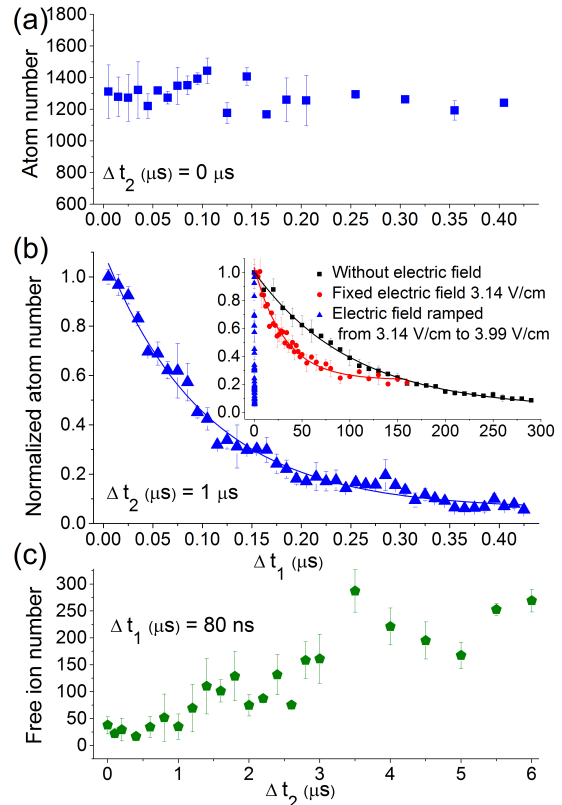 (a)
1800
1600
1400
1200
1000
800
600
Atom number
Δ t2 (μs) = 0 μs
0.00 0.05 0.10 0.15 0.20 0.25 0.30 0.35 0.40
(b)
1.0
0.8
0.6
0.4
0.2
0.0
Normalized atom number
Δ t2 (μs) = 1 μs
1.0
0.8
0.6
0.4
0.2
0.0
Without electric field
Fixed electric field 3.14 V/cm
Electric field ramped
from 3.14 V/cm to 3.99 V/cm
0 50 100 150 200 250 300
0.00 0.05 0.10 0.15 0.20 0.25 0.30 0.35 0.40
Δ t1 (μs)
(c)
300
250
200
150
100
50
0
Free ion number
Δ t1 (μs) = 80 ns
0 1 2 3 4 5 6
Δ t2 (μs)